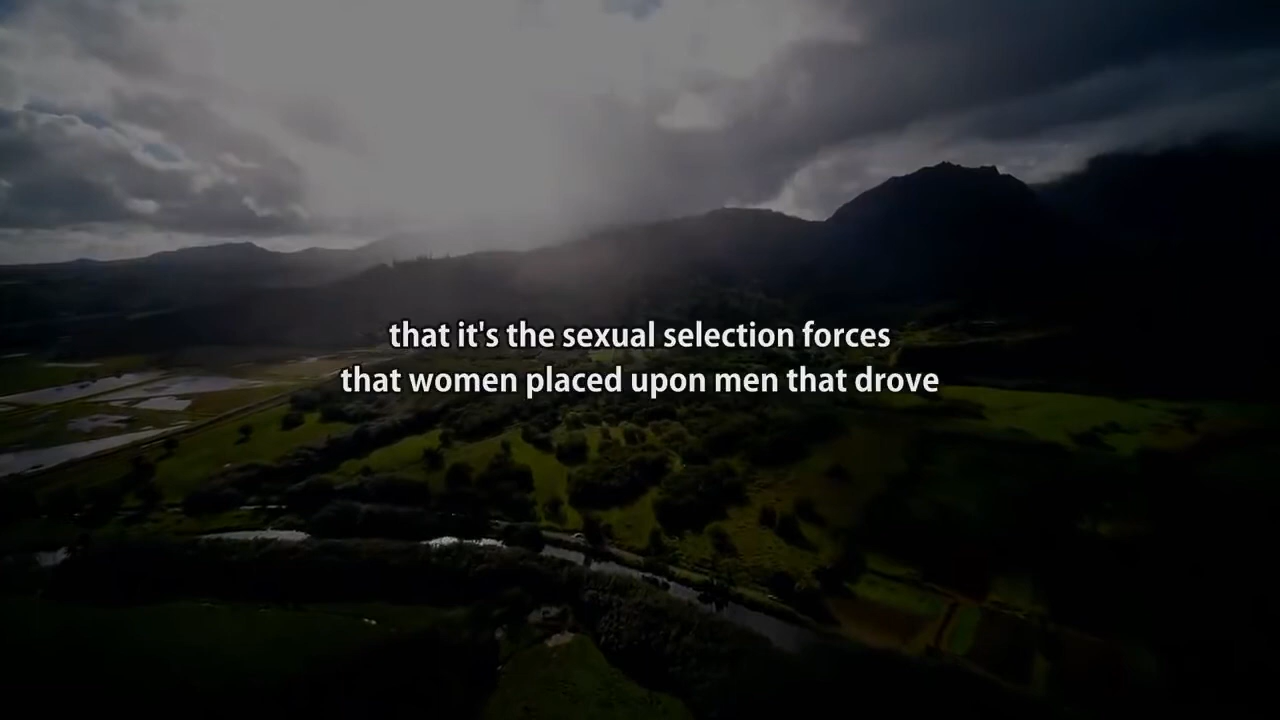 that it's the sexual selection forces
that women placed upon men that drove